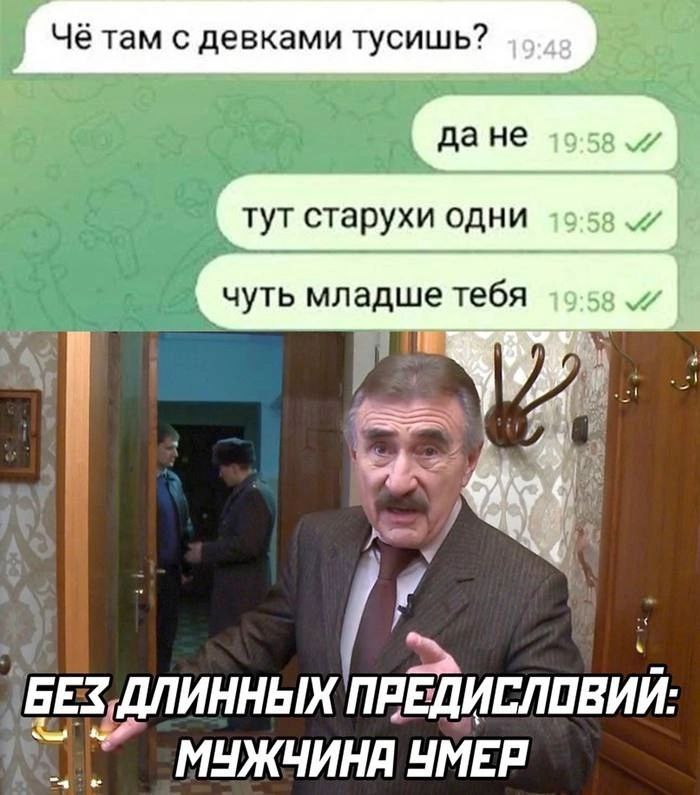 Чё там с девками тусишь? 19:48
да не 19:58
тут старухи одни 19:58
чуть младше тебя 19:58
БЕЗ ДЛИННЫХ ПРЕДИСЛОВИЙ:
МУЖЧИНА УМЕР